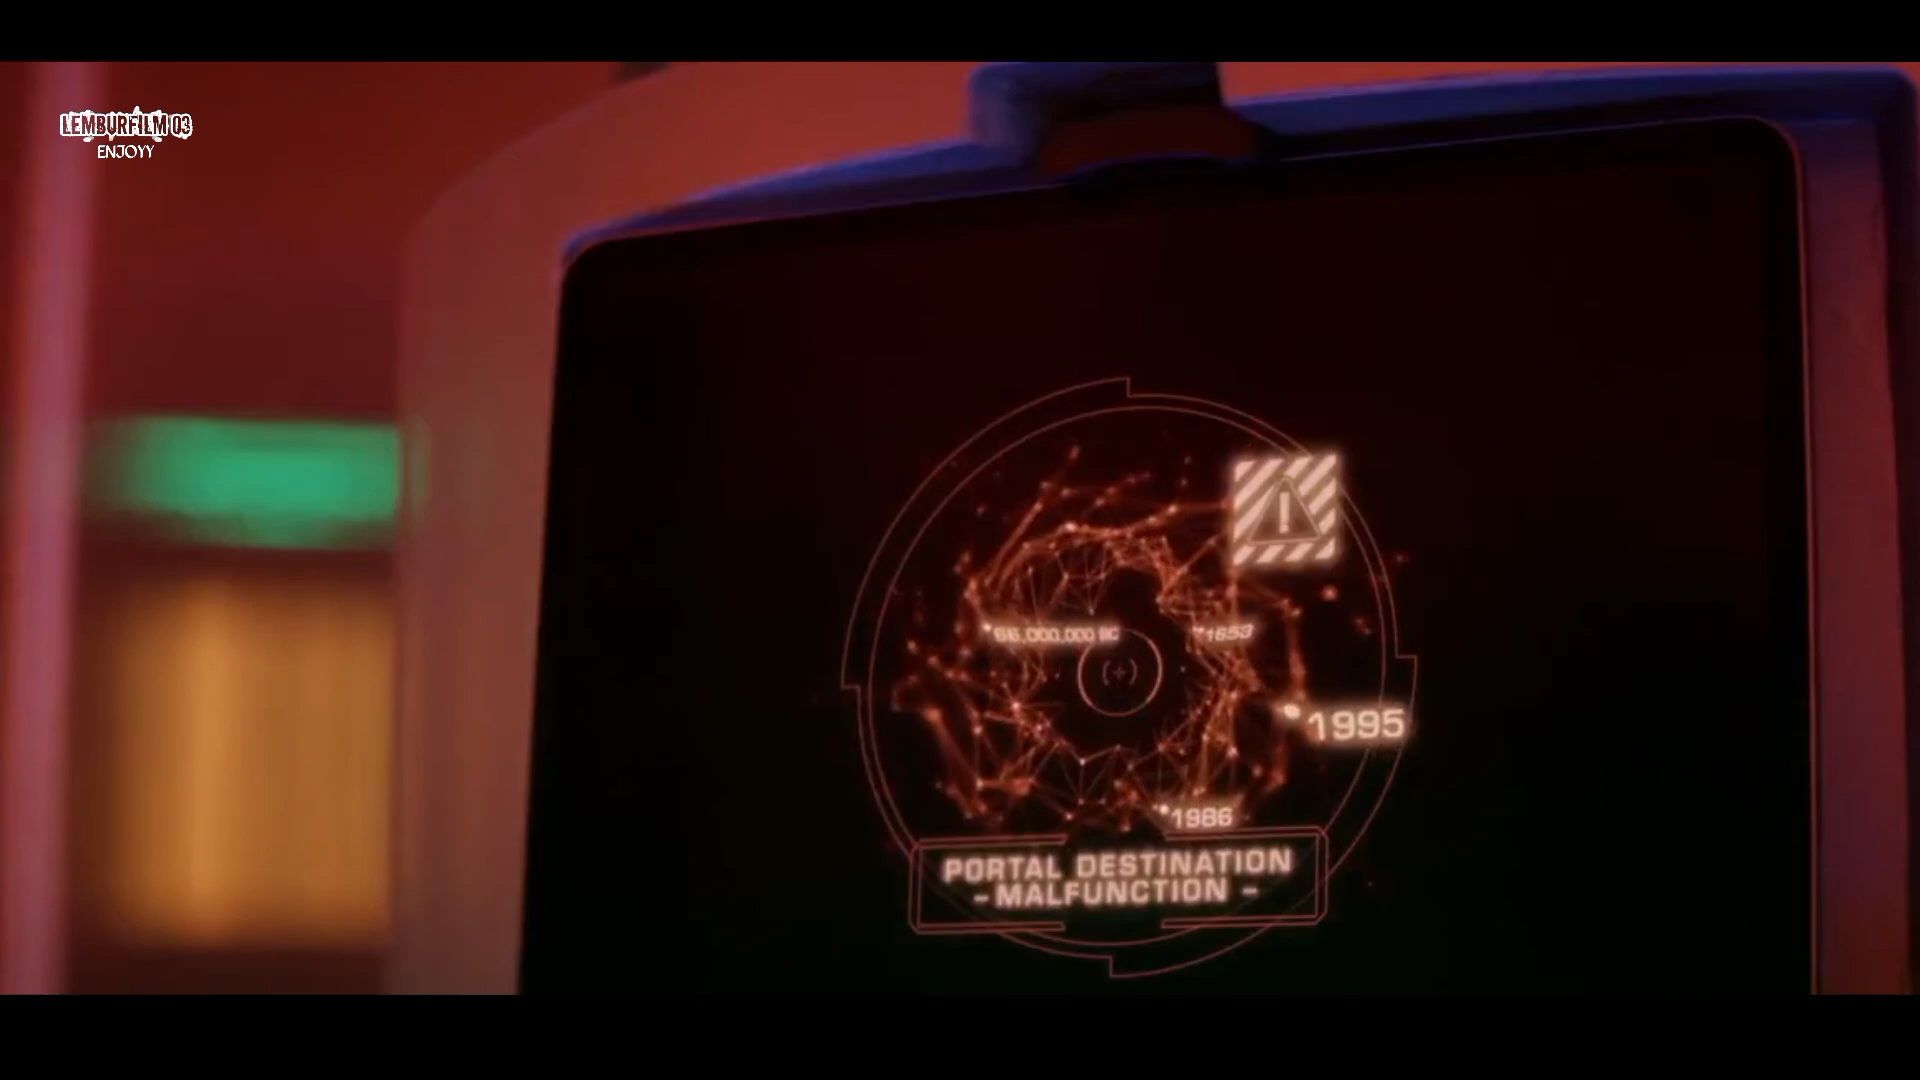 LEMBURFILM 03
ENJOYY
66.000.000 BC
1653
1995
1986
PORTAL DESTINATION
- MALFUNCTION -